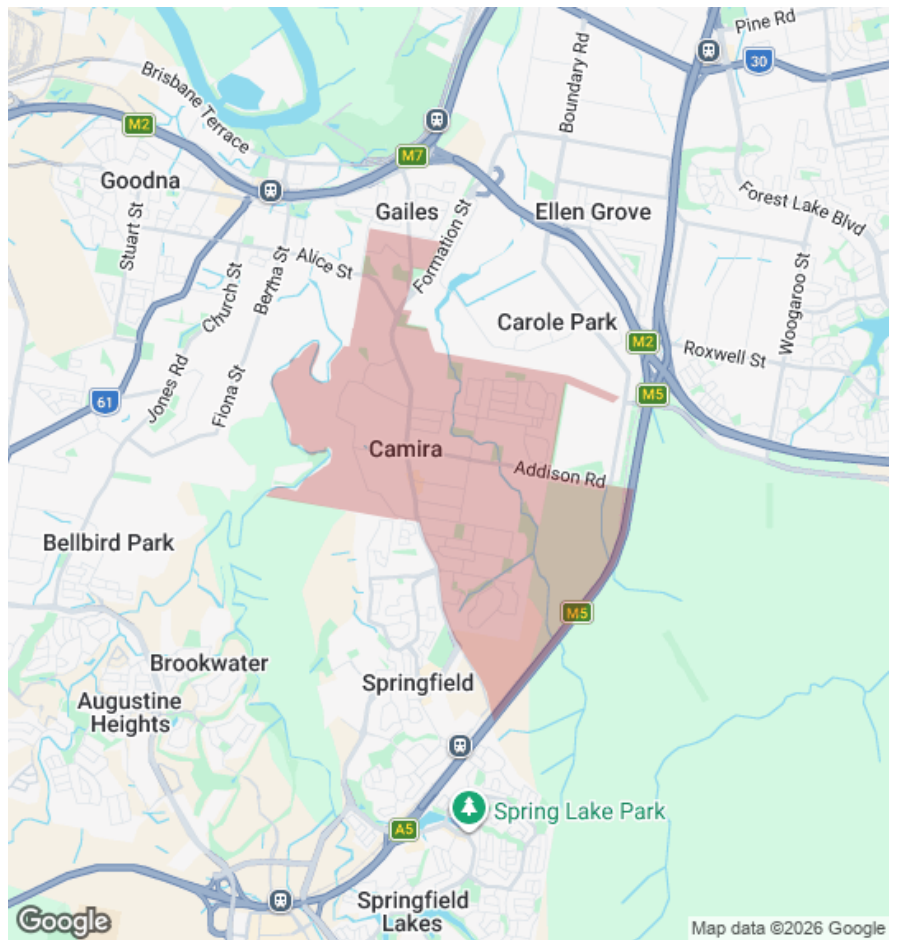 Pine Rd
30
Boundary Rd
Brisbane Terrace
M2
M7
Goodna
Gailes
Ellen Grove
Forest Lake Blvd
Stuart St
Formation St
Alice St
Bertha St
Church St
Woogaroo St
Carole Park
M2
Roxwell St
Jones Rd
Fiona St
M5
61
Camira
Addison Rd
Bellbird Park
M5
Brookwater
Springfield
Augustine
Heights
Spring Lake Park
A5
Springfield
Lakes
Google
Map data ©2026 Google